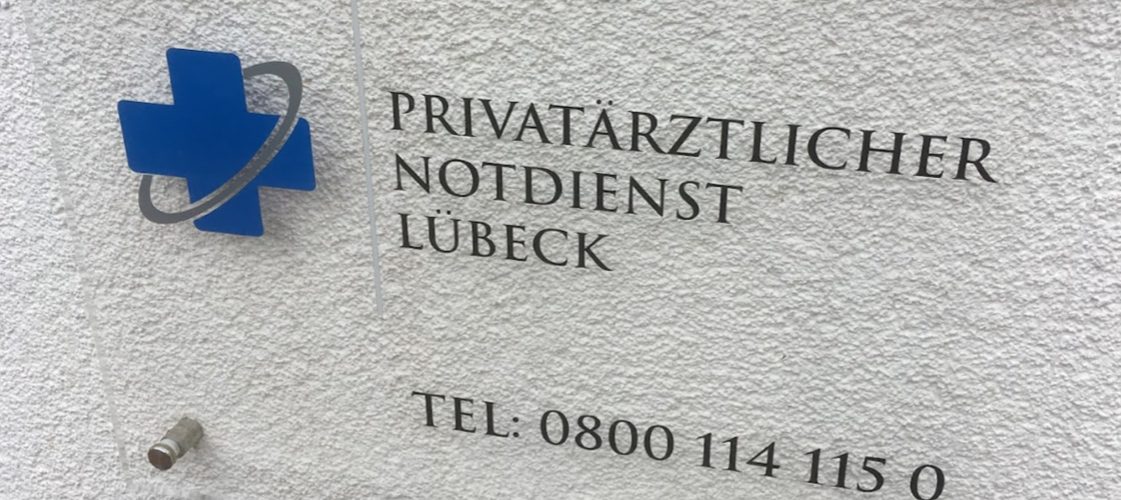 PRIVATÄRZTLICHER
NOTDIENST
LÜBECK
TEL: 0800 114 115 0